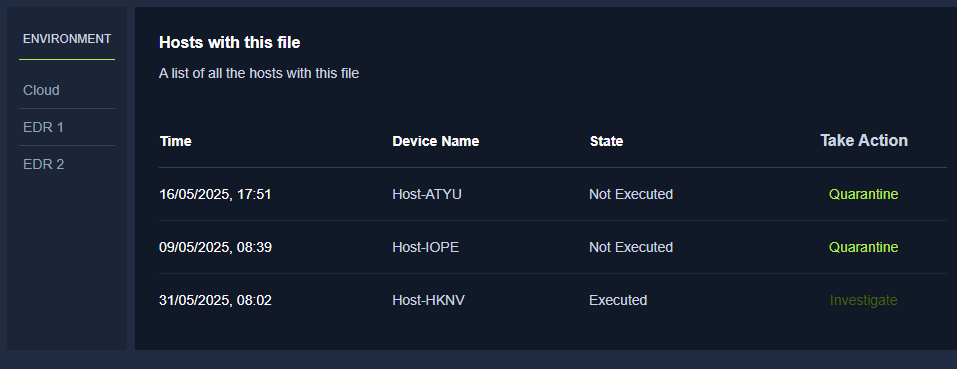 ENVIRONMENT
Cloud
EDR 1
EDR 2
Hosts with this file
A list of all the hosts with this file
Time Device Name State Take Action
16/05/2025, 17:51 Host-ATYU Not Executed Quarantine
09/05/2025, 08:39 Host-IOPE Not Executed Quarantine
31/05/2025, 08:02 Host-HKNV Executed Investigate